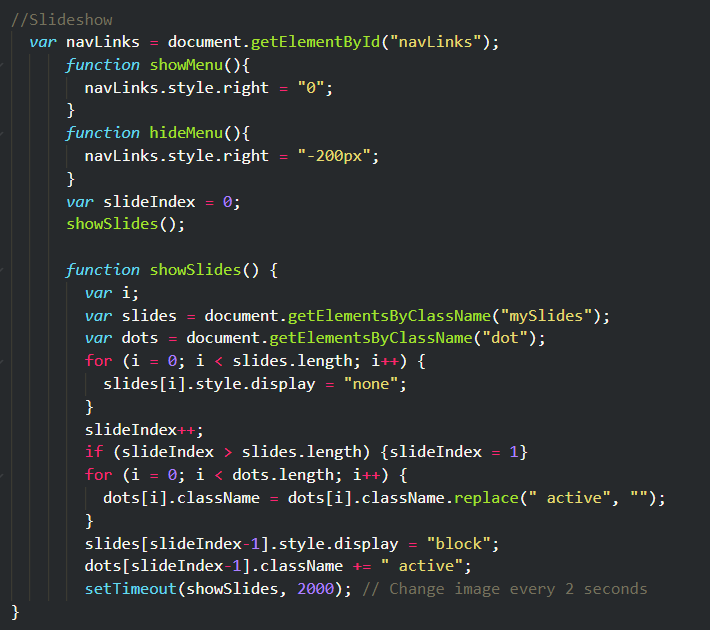 //Slideshow
var navLinks = document.getElementById("navLinks");
function showMenu(){
navLinks.style.right = "0";
}
function hideMenu(){
navLinks.style.right = "-200px";
}
var slideIndex = 0;
showSlides();
function showSlides() {
var i;
var slides = document.getElementsByClassName("mySlides");
var dots = document.getElementsByClassName("dot");
for (i = 0; i < slides.length; i++) {
slides[i].style.display = "none";
}
slideIndex++;
if (slideIndex > slides.length) {slideIndex = 1}
for (i = 0; i < dots.length; i++) {
dots[i].className = dots[i].className.replace(" active", "");
}
slides[slideIndex-1].style.display = "block";
dots[slideIndex-1].className += " active";
setTimeout(showSlides, 2000); // Change image every 2 seconds
}